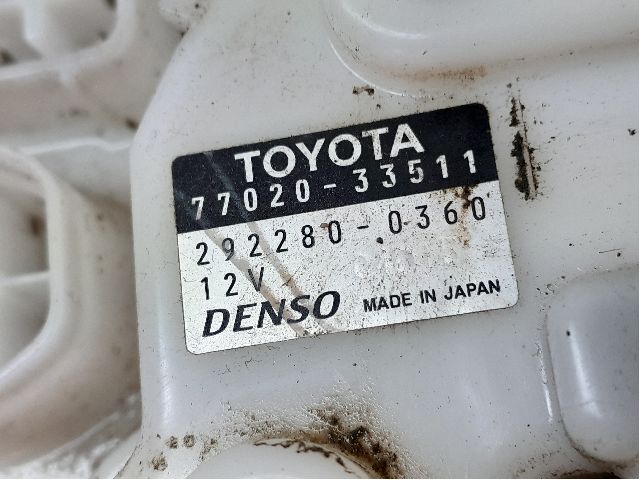 TOYOTA
77020-33511
292280-0360
12V
DENSO MADE IN JAPAN